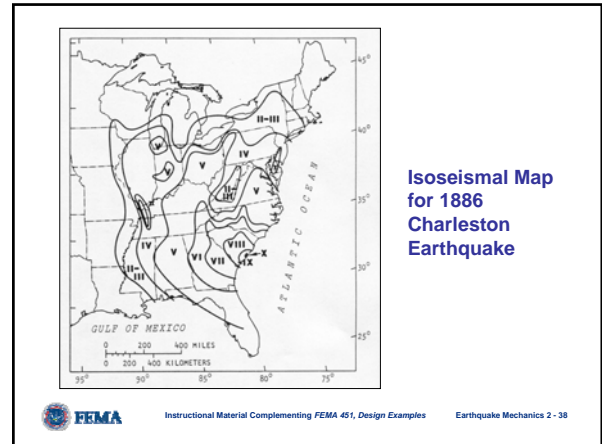 45°
II-III
40°
V
IV
V
V
II-
III
V
35°
IV
V
VI
VIII
X
VII
IX
30°
II-
III
ATLANTIC OCEAN
GULF OF MEXICO
0 200 400 MILES
0 200 400 KILOMETERS
25°
95° 90° 85° 80° 75°
Isoseismal Map
for 1886
Charleston
Earthquake
FEMA
Instructional Material Complementing FEMA 451, Design Examples
Earthquake Mechanics 2 - 38